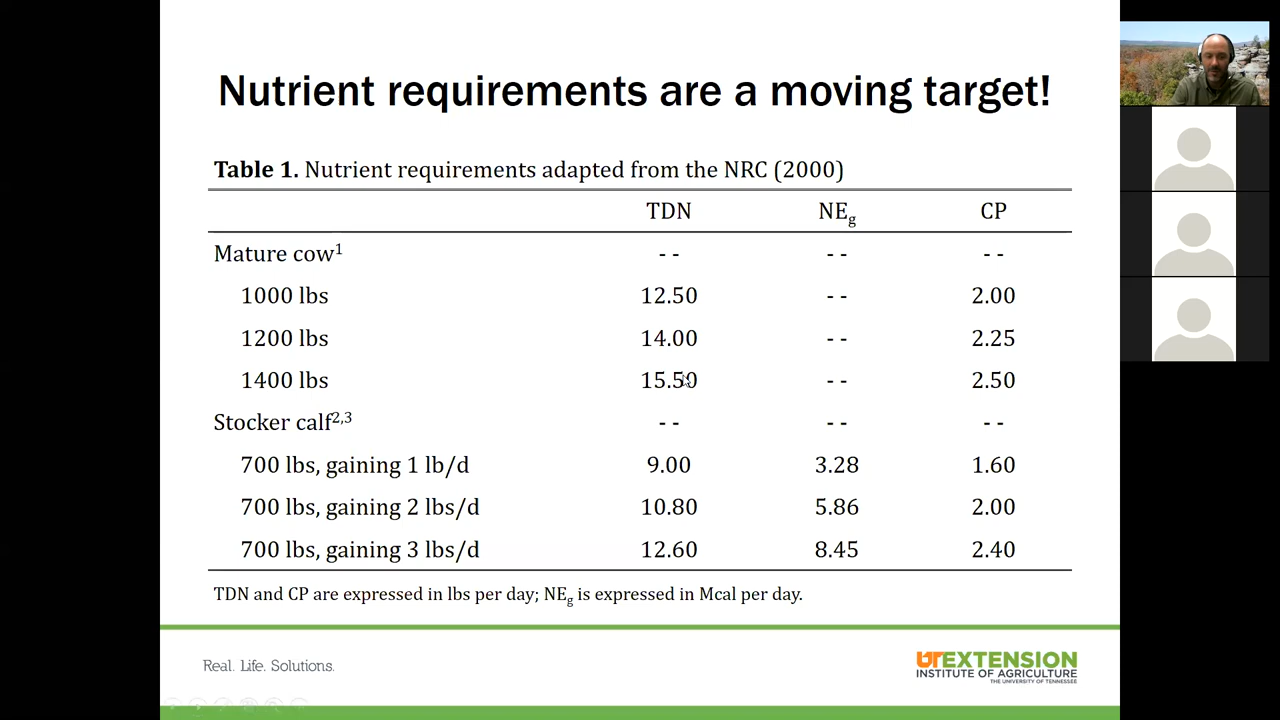 Nutrient requirements are a moving target!
Table 1. Nutrient requirements adapted from the NRC (2000)
TDN NEg CP
Mature cow1 - - - - - -
1000 lbs 12.50 - - 2.00
1200 lbs 14.00 - - 2.25
1400 lbs 15.50 - - 2.50
Stocker calf2,3 - - - - - -
700 lbs, gaining 1 lb/d 9.00 3.28 1.60
700 lbs, gaining 2 lbs/d 10.80 5.86 2.00
700 lbs, gaining 3 lbs/d 12.60 8.45 2.40
TDN and CP are expressed in lbs per day; NEg is expressed in Mcal per day.
Real. Life. Solutions.
UT EXTENSION
INSTITUTE OF AGRICULTURE
THE UNIVERSITY OF TENNESSEE